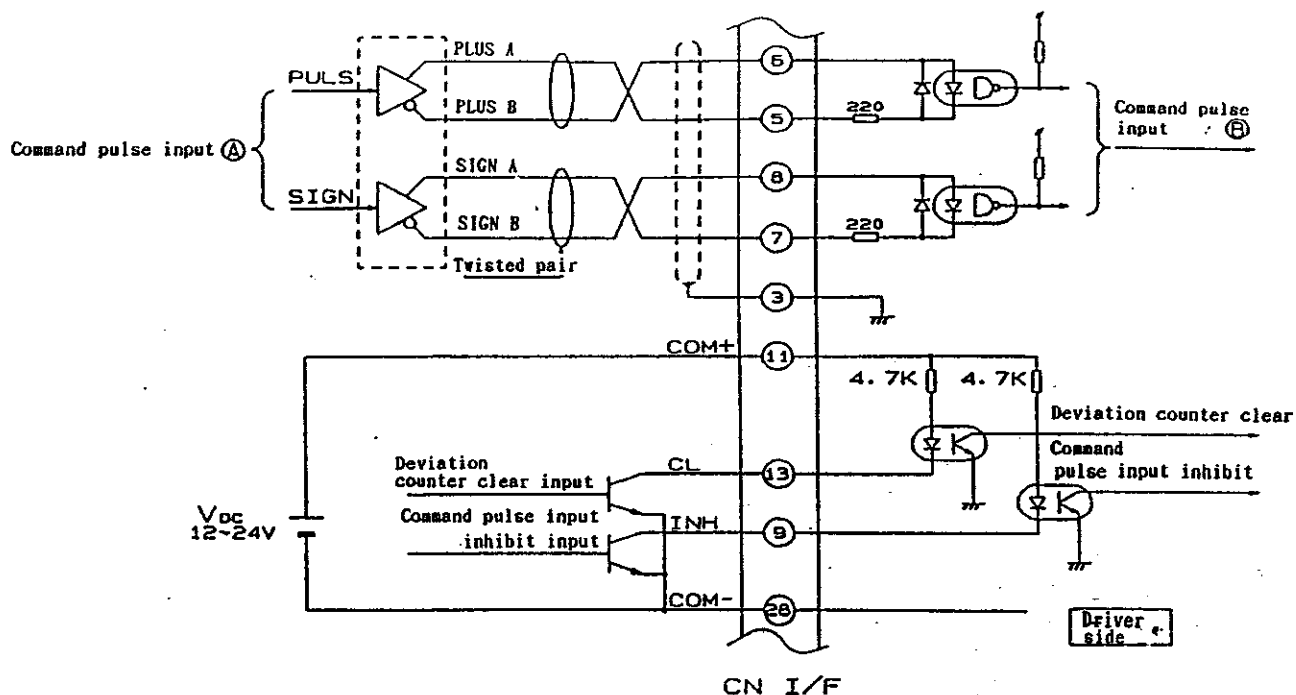 PULS
PLUS A
PLUS B
6
5
220
Command pulse input Ⓐ
Command pulse
input Ⓑ
SIGN
SIGN A
SIGN B
Twisted pair
8
7
220
3
COM+
11
4.7K
4.7K
Deviation counter clear
Command
pulse input inhibit
Deviation
counter clear input
CL
13
Command pulse input
inhibit input
INH
9
VDC
12~24V
COM-
28
Driver
side
CN I/F